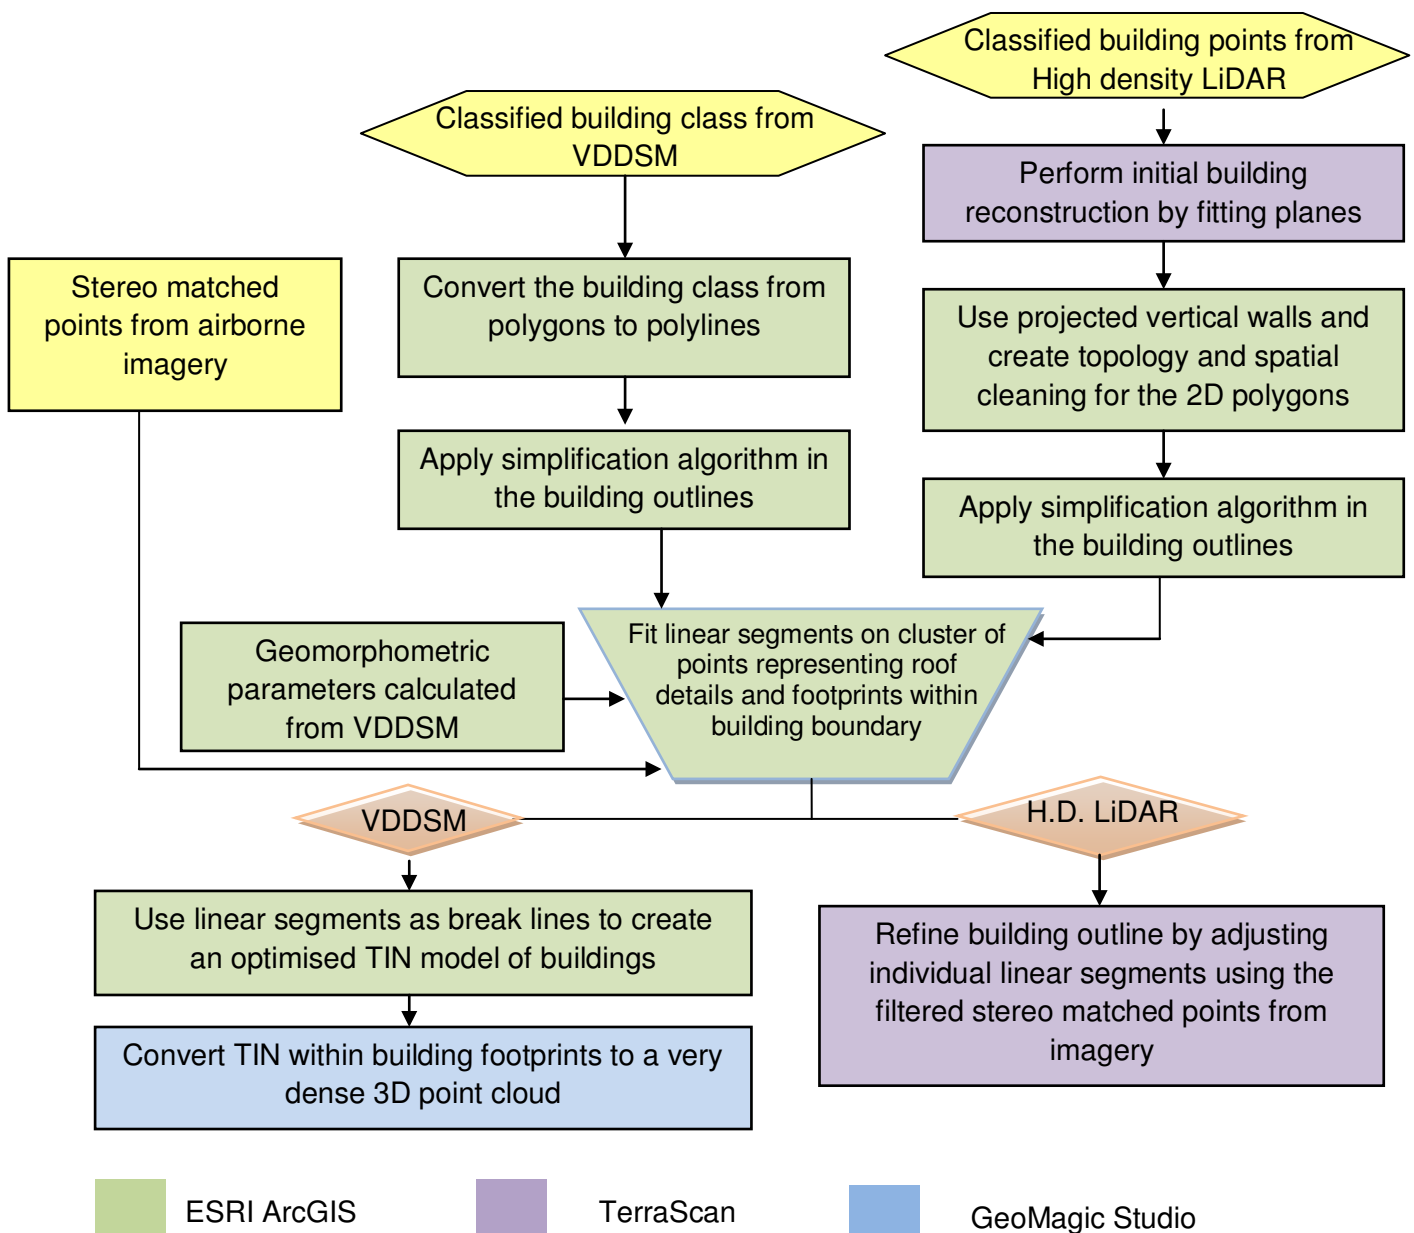 Classified building points from
High density LiDAR
Classified building class from
VDDSM
Perform initial building
reconstruction by fitting planes
Stereo matched
points from airborne
imagery
Convert the building class from
polygons to polylines
Use projected vertical walls and
create topology and spatial
cleaning for the 2D polygons
Apply simplification algorithm in
the building outlines
Apply simplification algorithm in
the building outlines
Geomorphometric
parameters calculated
from VDDSM
Fit linear segments on cluster of
points representing roof
details and footprints within
building boundary
VDDSM
H.D. LiDAR
Use linear segments as break lines to create
an optimised TIN model of buildings
Refine building outline by adjusting
individual linear segments using the
filtered stereo matched points from
imagery
Convert TIN within building footprints to a very
dense 3D point cloud
ESRI ArcGIS
TerraScan
GeoMagic Studio